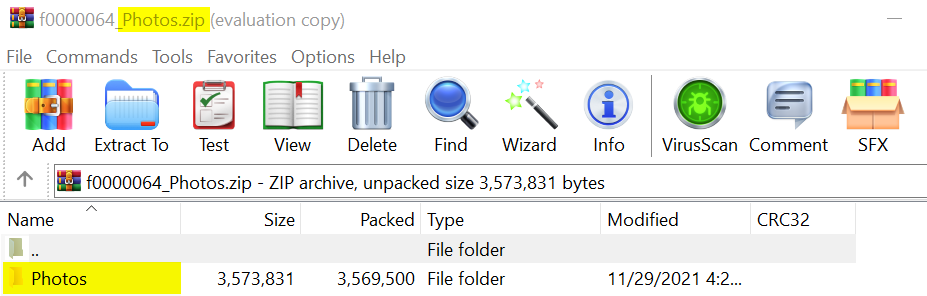 f0000064_Photos.zip (evaluation copy)
File Commands Tools Favorites Options Help
Add Extract To Test View Delete Find Wizard Info VirusScan Comment SFX
f0000064_Photos.zip - ZIP archive, unpacked size 3,573,831 bytes
Name Size Packed Type Modified CRC32
.. File folder
Photos 3,573,831 3,569,500 File folder 11/29/2021 4:2...